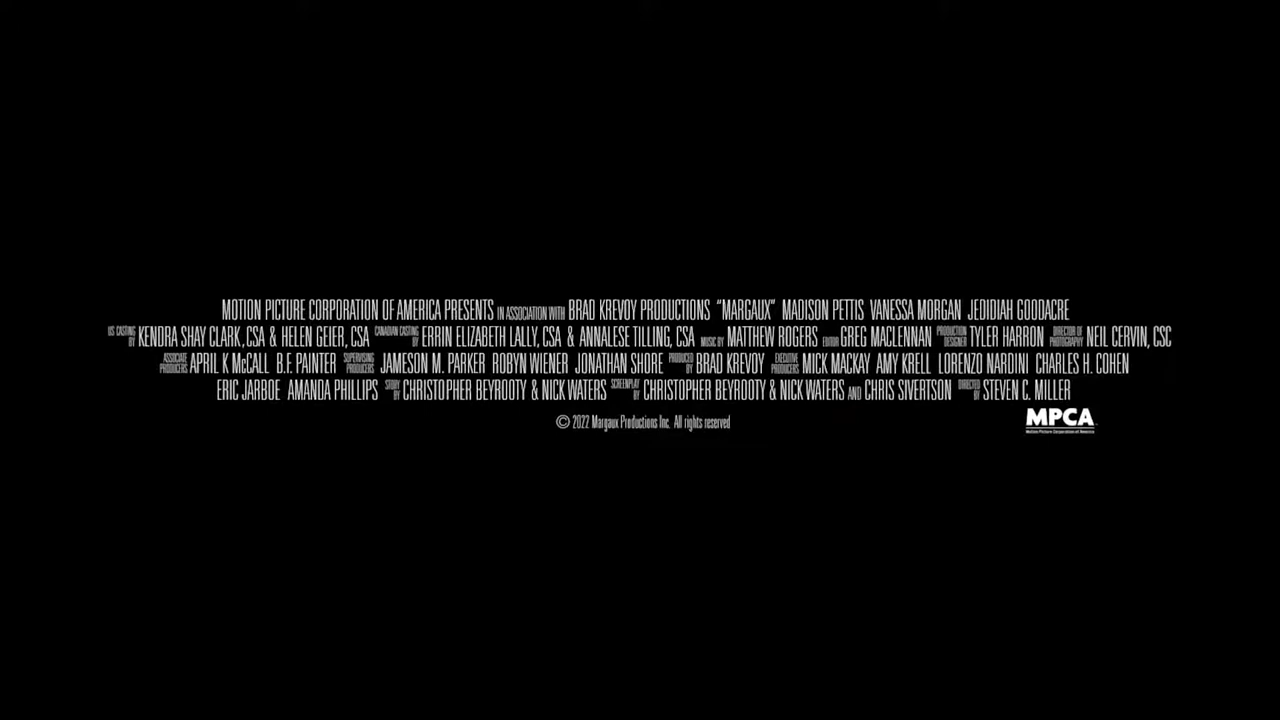 MOTION PICTURE CORPORATION OF AMERICA PRESENTS IN ASSOCIATION WITH BRAD KREVOY PRODUCTIONS "MARGAUX" MADISON PETTIS VANESSA MORGAN JEDIDIAH GOODACRE
US CASTING BY KENDRA SHAY CLARK, CSA & HELEN GEIER, CSA CANADIAN CASTING BY ERRIN ELIZABETH LALLY, CSA & ANNALESE TILLING, CSA MUSIC BY MATTHEW ROGERS EDITOR GREG MACLENNAN PRODUCTION DESIGNER TYLER HARRON DIRECTOR OF PHOTOGRAPHY NEIL CERVIN, CSC
ASSOCIATE PRODUCERS APRIL K McCALL B.F. PAINTER SUPERVISING PRODUCERS JAMESON M. PARKER ROBYN WIENER JONATHAN SHORE PRODUCED BY BRAD KREVOY EXECUTIVE PRODUCERS MICK MACKAY AMY KRELL LORENZO NARDINI CHARLES H. COHEN
ERIC JARBOE AMANDA PHILLIPS STORY BY CHRISTOPHER BEYROOTY & NICK WATERS SCREENPLAY BY CHRISTOPHER BEYROOTY & NICK WATERS AND CHRIS SIVERTSON DIRECTED BY STEVEN C. MILLER
© 2022 Margaux Productions Inc. All rights reserved
MPCA
Motion Picture Corporation of America